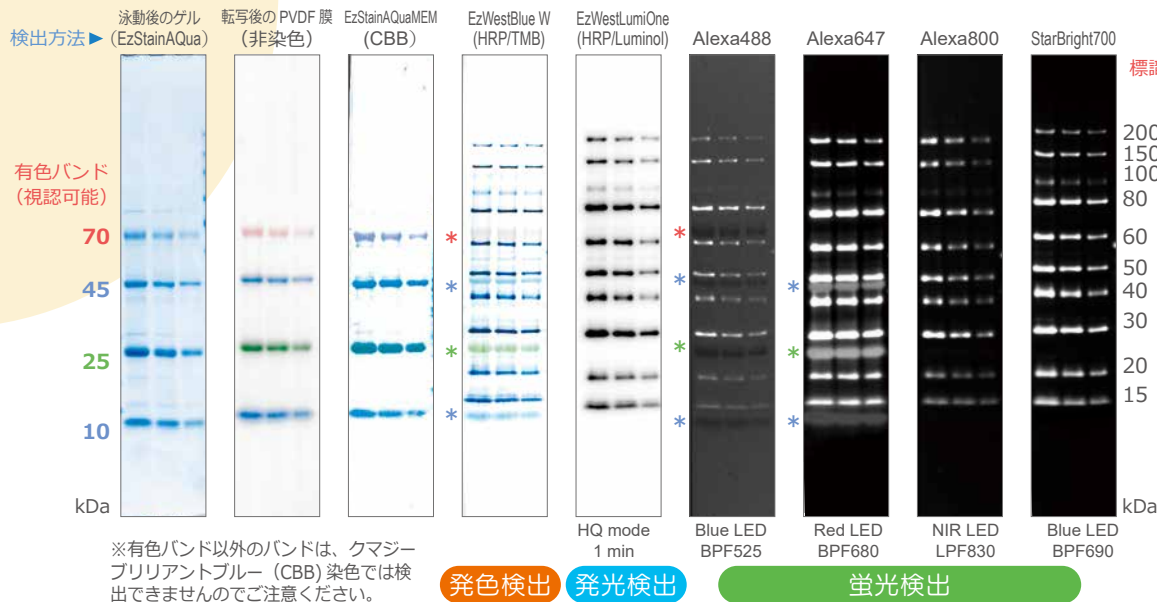 検出方法▶
泳動後のゲル
(EzStainAQua)
転写後の PVDF 膜
(非染色)
EzStainAQuaMEM
(CBB)
EzWestBlue W
(HRP/TMB)
EzWestLumiOne
(HRP/Luminol)
Alexa488
Alexa647
Alexa800
StarBright700
標識
有色バンド
(視認可能)
70
45
25
10
kDa
*
*
*
*
*
*
*
*
*
*
*
200
150
100
80
60
50
40
30
20
15
kDa
HQ mode
1 min
Blue LED
BPF525
Red LED
BPF680
NIR LED
LPF830
Blue LED
BPF690
※有色バンド以外のバンドは、クマジー
ブリリアントブルー（CBB) 染色では検
出できませんのでご注意ください。
発色検出
発光検出
蛍光検出